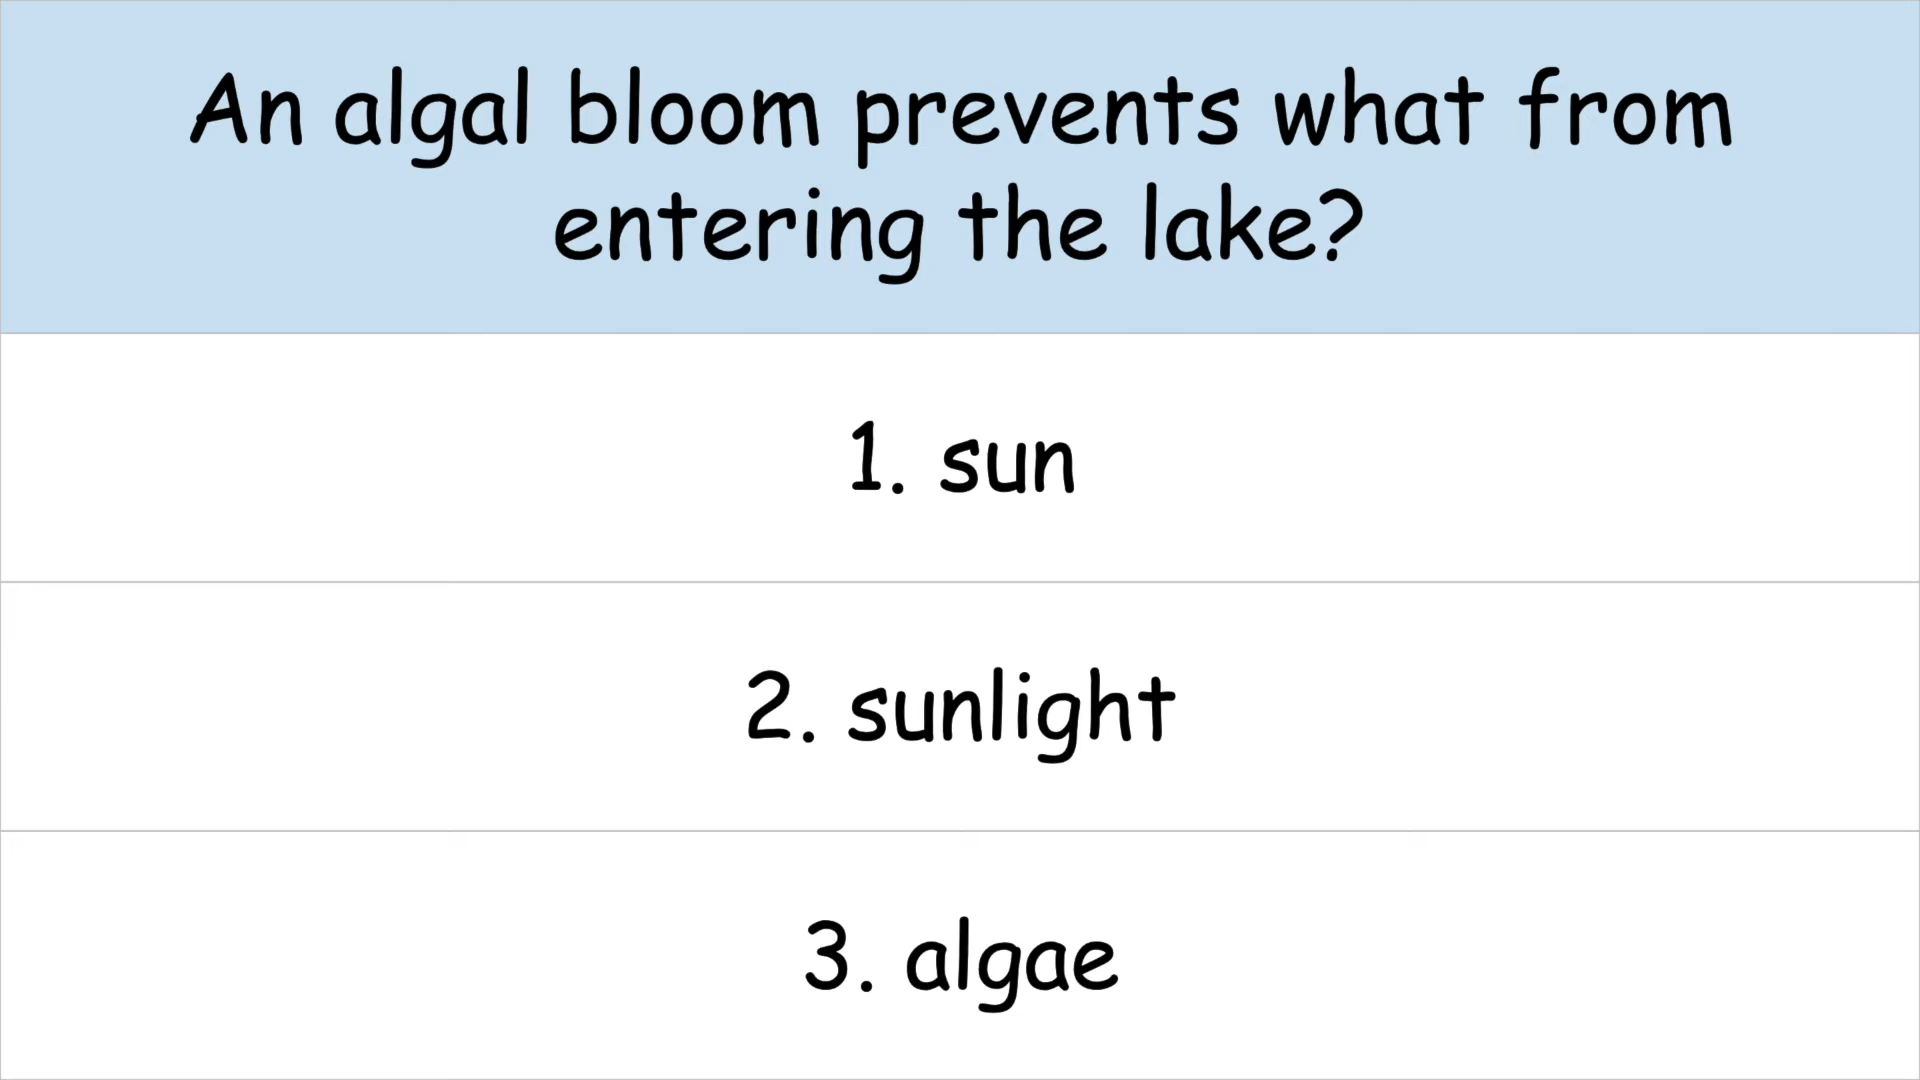 An algal bloom prevents what from
entering the lake?
1. sun
2. sunlight
3. algae